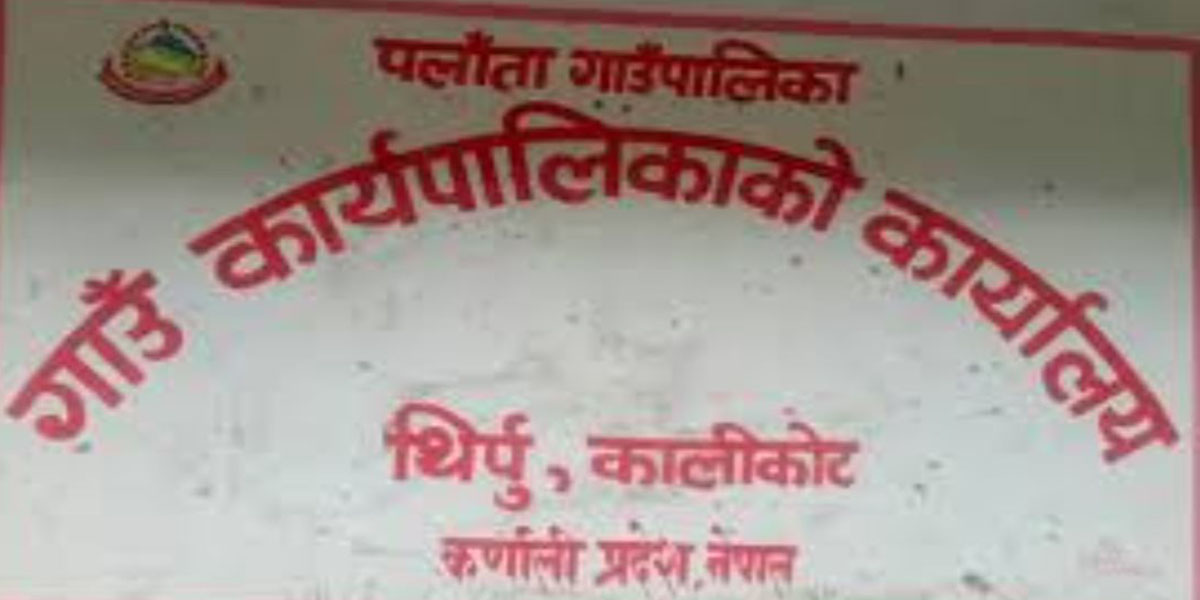 पलाँता गाउँपालिका
गाउँ कार्यपालिकाको कार्यालय
थिर्पु, कालीकोट
कर्णाली प्रदेश, नेपाल